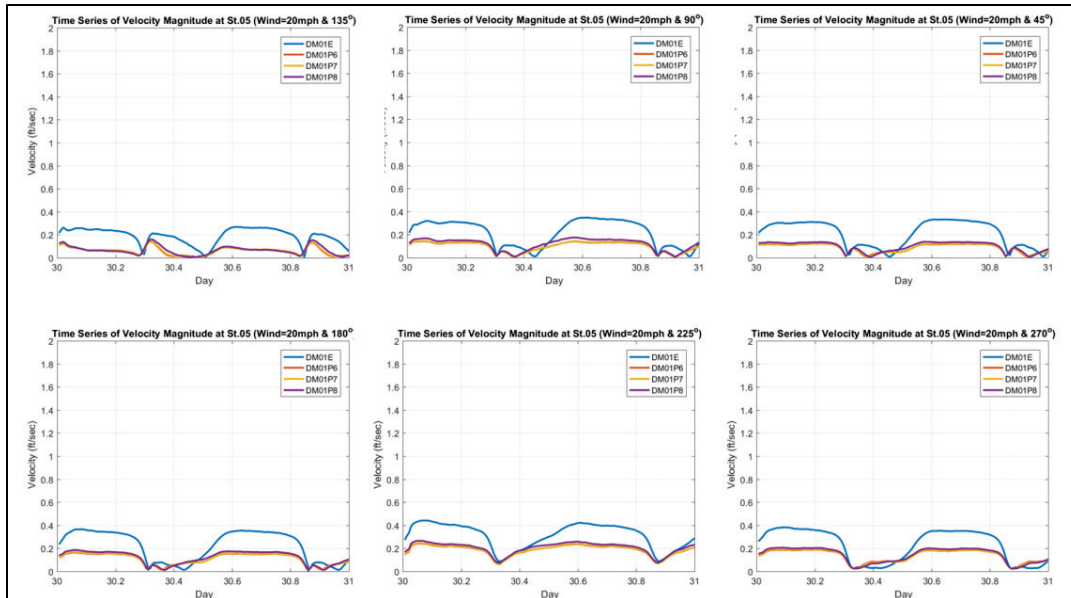 Time Series of Velocity Magnitude at St.05 (Wind=20mph & 135°)
2
1.8
1.6
1.4
1.2
1
0.8
0.6
0.4
0.2
0
Velocity (ft/sec)
DM01E
DM01P6
DM01P7
DM01P8
30 30.2 30.4 30.6 30.8 31
Day
Time Series of Velocity Magnitude at St.05 (Wind=20mph & 90°)
2
1.8
1.6
1.4
1.2
1
0.8
0.6
0.4
0.2
0
DM01E
DM01P6
DM01P7
DM01P8
30 30.2 30.4 30.6 30.8 31
Day
Time Series of Velocity Magnitude at St.05 (Wind=20mph & 45°)
2
1.8
1.6
1.4
1.2
1
0.8
0.6
0.4
0.2
0
DM01E
DM01P6
DM01P7
DM01P8
30 30.2 30.4 30.6 30.8 31
Day
Time Series of Velocity Magnitude at St.05 (Wind=20mph & 180°
2
1.8
1.6
1.4
1.2
1
0.8
0.6
0.4
0.2
0
Velocity (ft/sec)
DM01E
DM01P6
DM01P7
DM01P8
30 30.2 30.4 30.6 30.8 31
Day
Time Series of Velocity Magnitude at St.05 (Wind=20mph & 225°)
2
1.8
1.6
1.4
1.2
1
0.8
0.6
0.4
0.2
0
Velocity (ft/sec)
DM01E
DM01P6
DM01P7
DM01P8
30 30.2 30.4 30.6 30.8 31
Day
Time Series of Velocity Magnitude at St.05 (Wind=20mph & 270°)
2
1.8
1.6
1.4
1.2
1
0.8
0.6
0.4
0.2
0
Velocity (ft/sec)
DM01E
DM01P6
DM01P7
DM01P8
30 30.2 30.4 30.6 30.8 31
Day